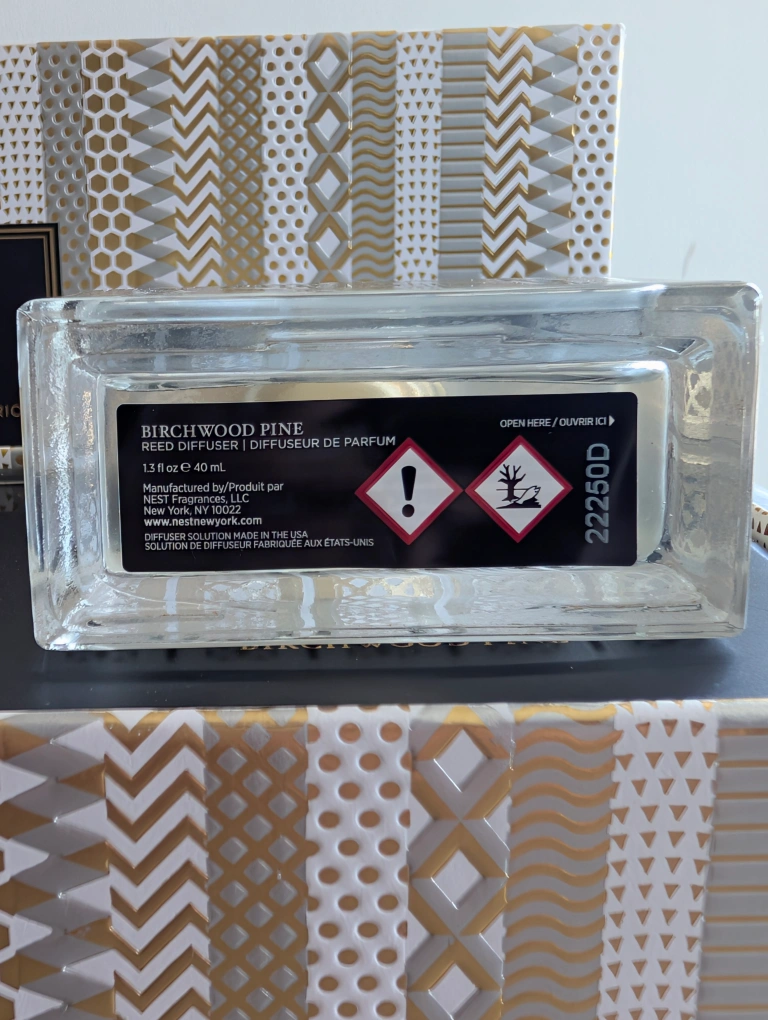 BIRCHWOOD PINE
REED DIFFUSER | DIFFUSEUR DE PARFUM
1.3 fl oz ℮ 40 mL
Manufactured by/Produit par
NEST Fragrances, LLC
New York, NY 10022
www.nestnewyork.com
DIFFUSER SOLUTION MADE IN THE USA
SOLUTION DE DIFFUSEUR FABRIQUÉE AUX ÉTATS-UNIS
OPEN HERE / OUVRIR ICI
22250D